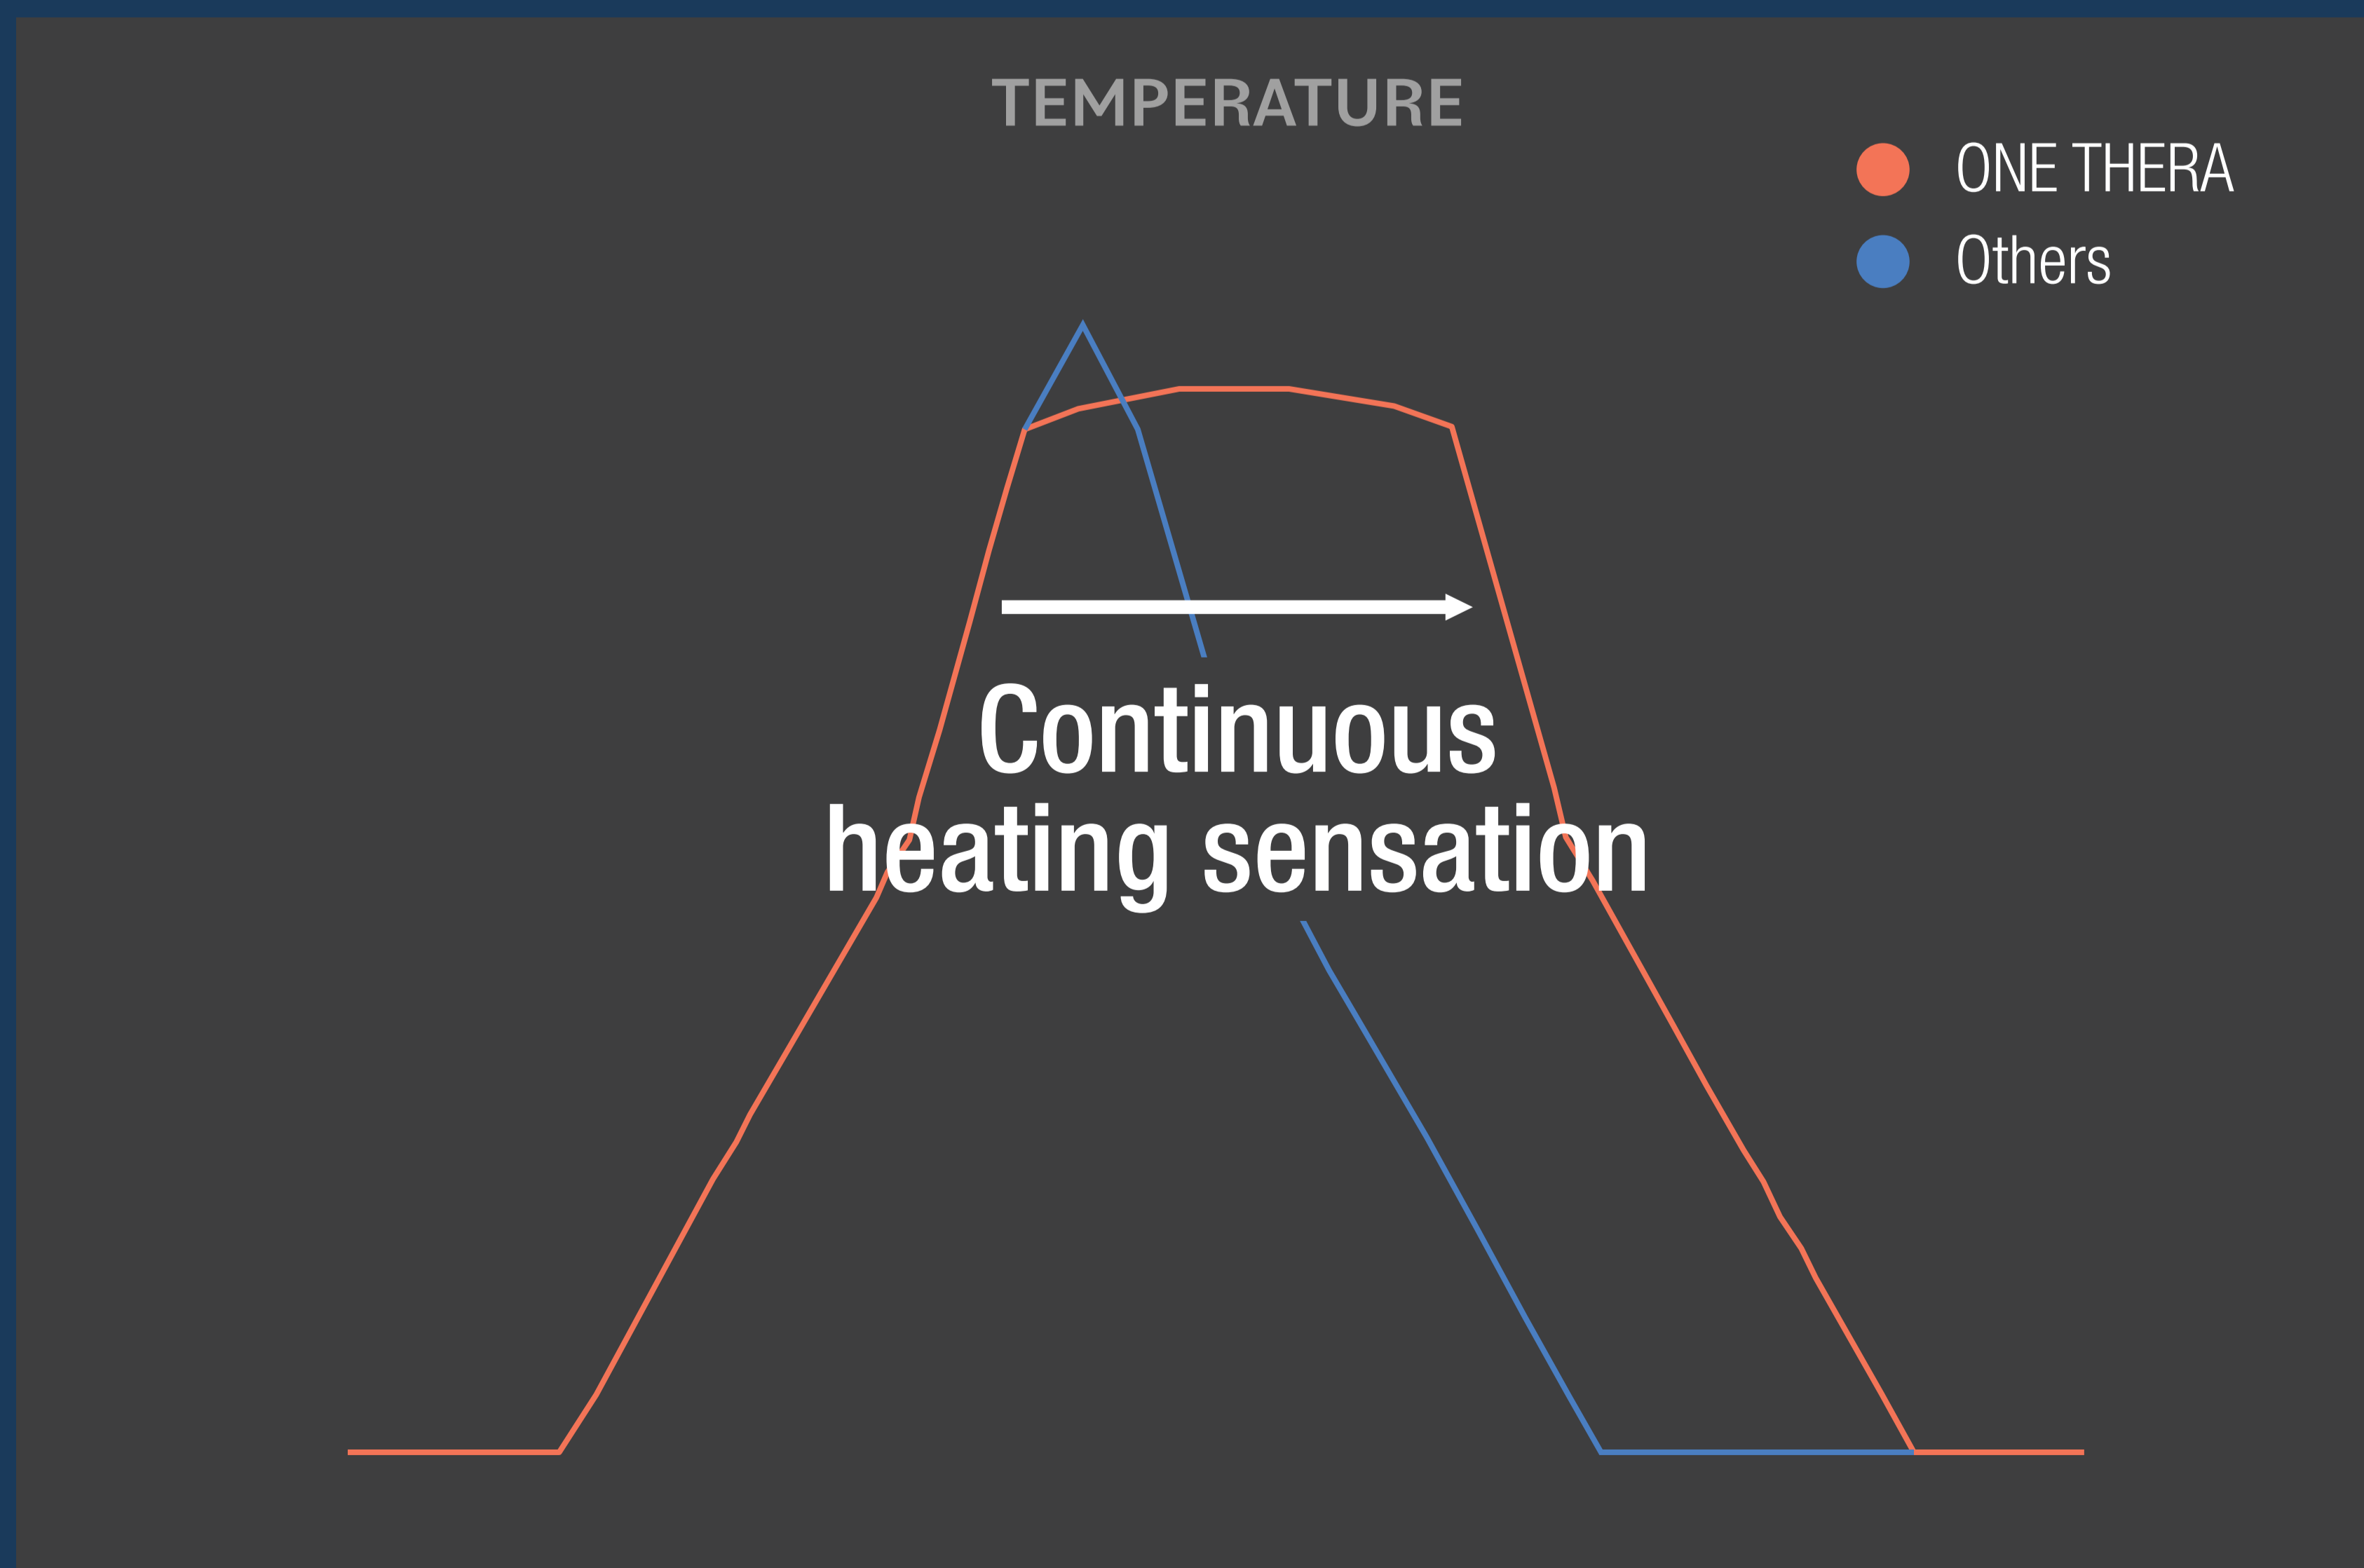 TEMPERATURE
ONE THERA
Others
Continuous
heating sensation